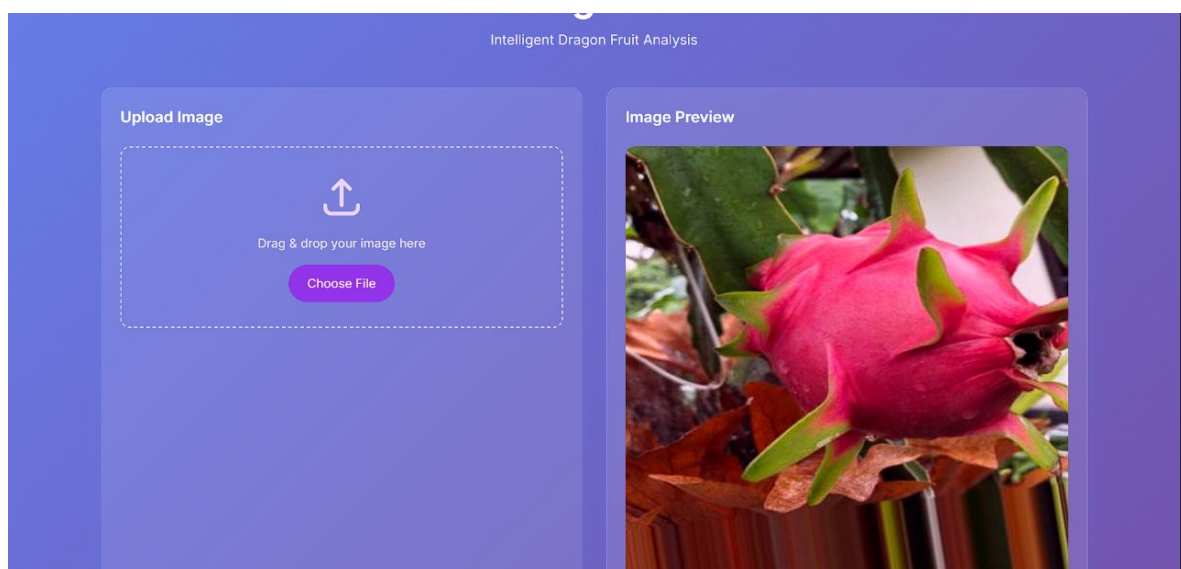 Intelligent Dragon Fruit Analysis
Upload Image
Drag & drop your image here
Choose File
Image Preview